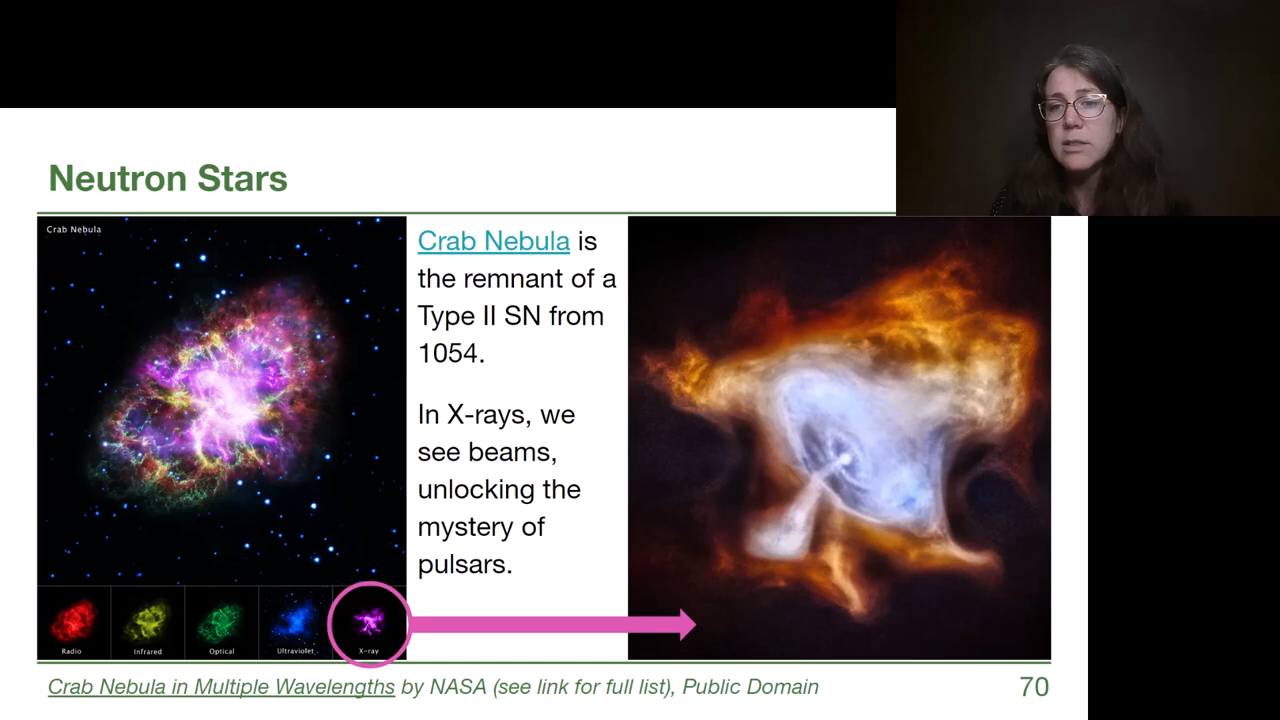 Neutron Stars
Crab Nebula
Crab Nebula is
the remnant of a
Type II SN from
1054.
In X-rays, we
see beams,
unlocking the
mystery of
pulsars.
Radio
Infrared
Optical
Ultraviolet
X-ray
Crab Nebula in Multiple Wavelengths by NASA (see link for full list), Public Domain
70